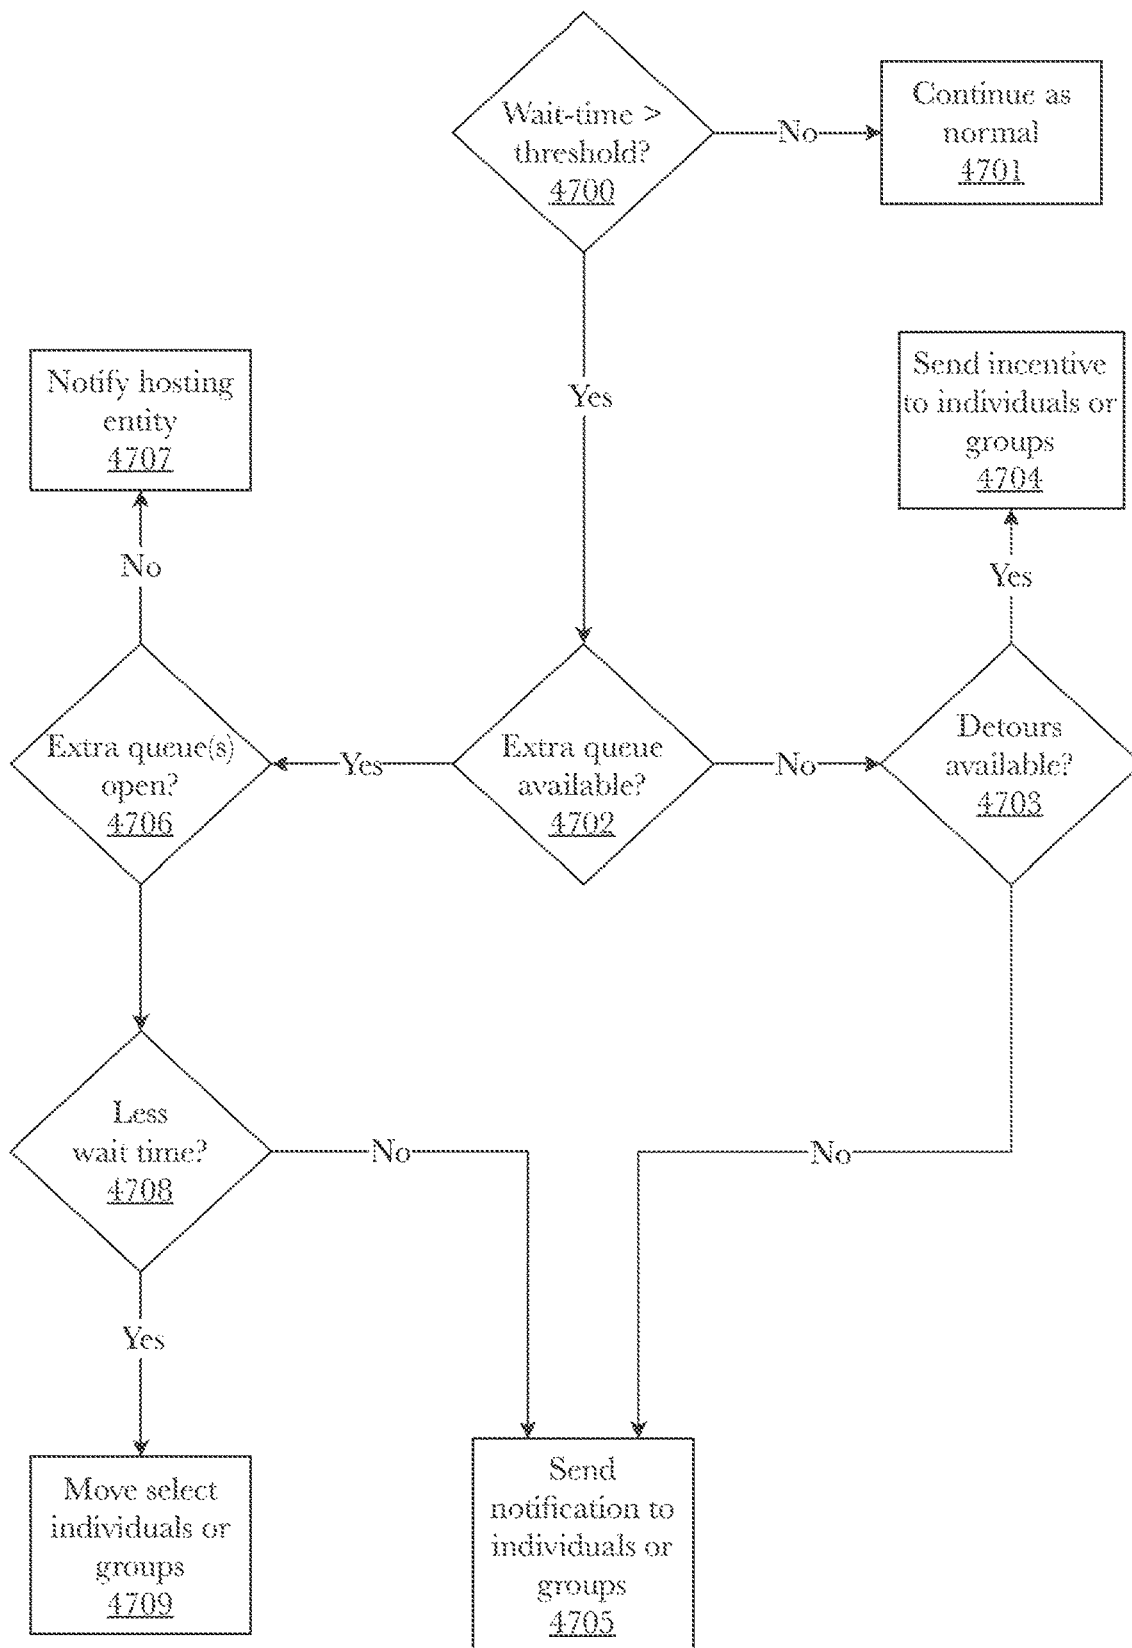 Wait-time >
threshold?
4700
No
Continue as
normal
4701
Yes
Notify hosting
entity
4707
Send incentive
to individuals or
groups
4704
No
Yes
Extra queue(s)
open?
4706
Yes
Extra queue
available?
4702
No
Detours
available?
4703
Less
wait time?
4708
No
No
Yes
Move select
individuals or
groups
4709
Send
notification to
individuals or
groups
4705